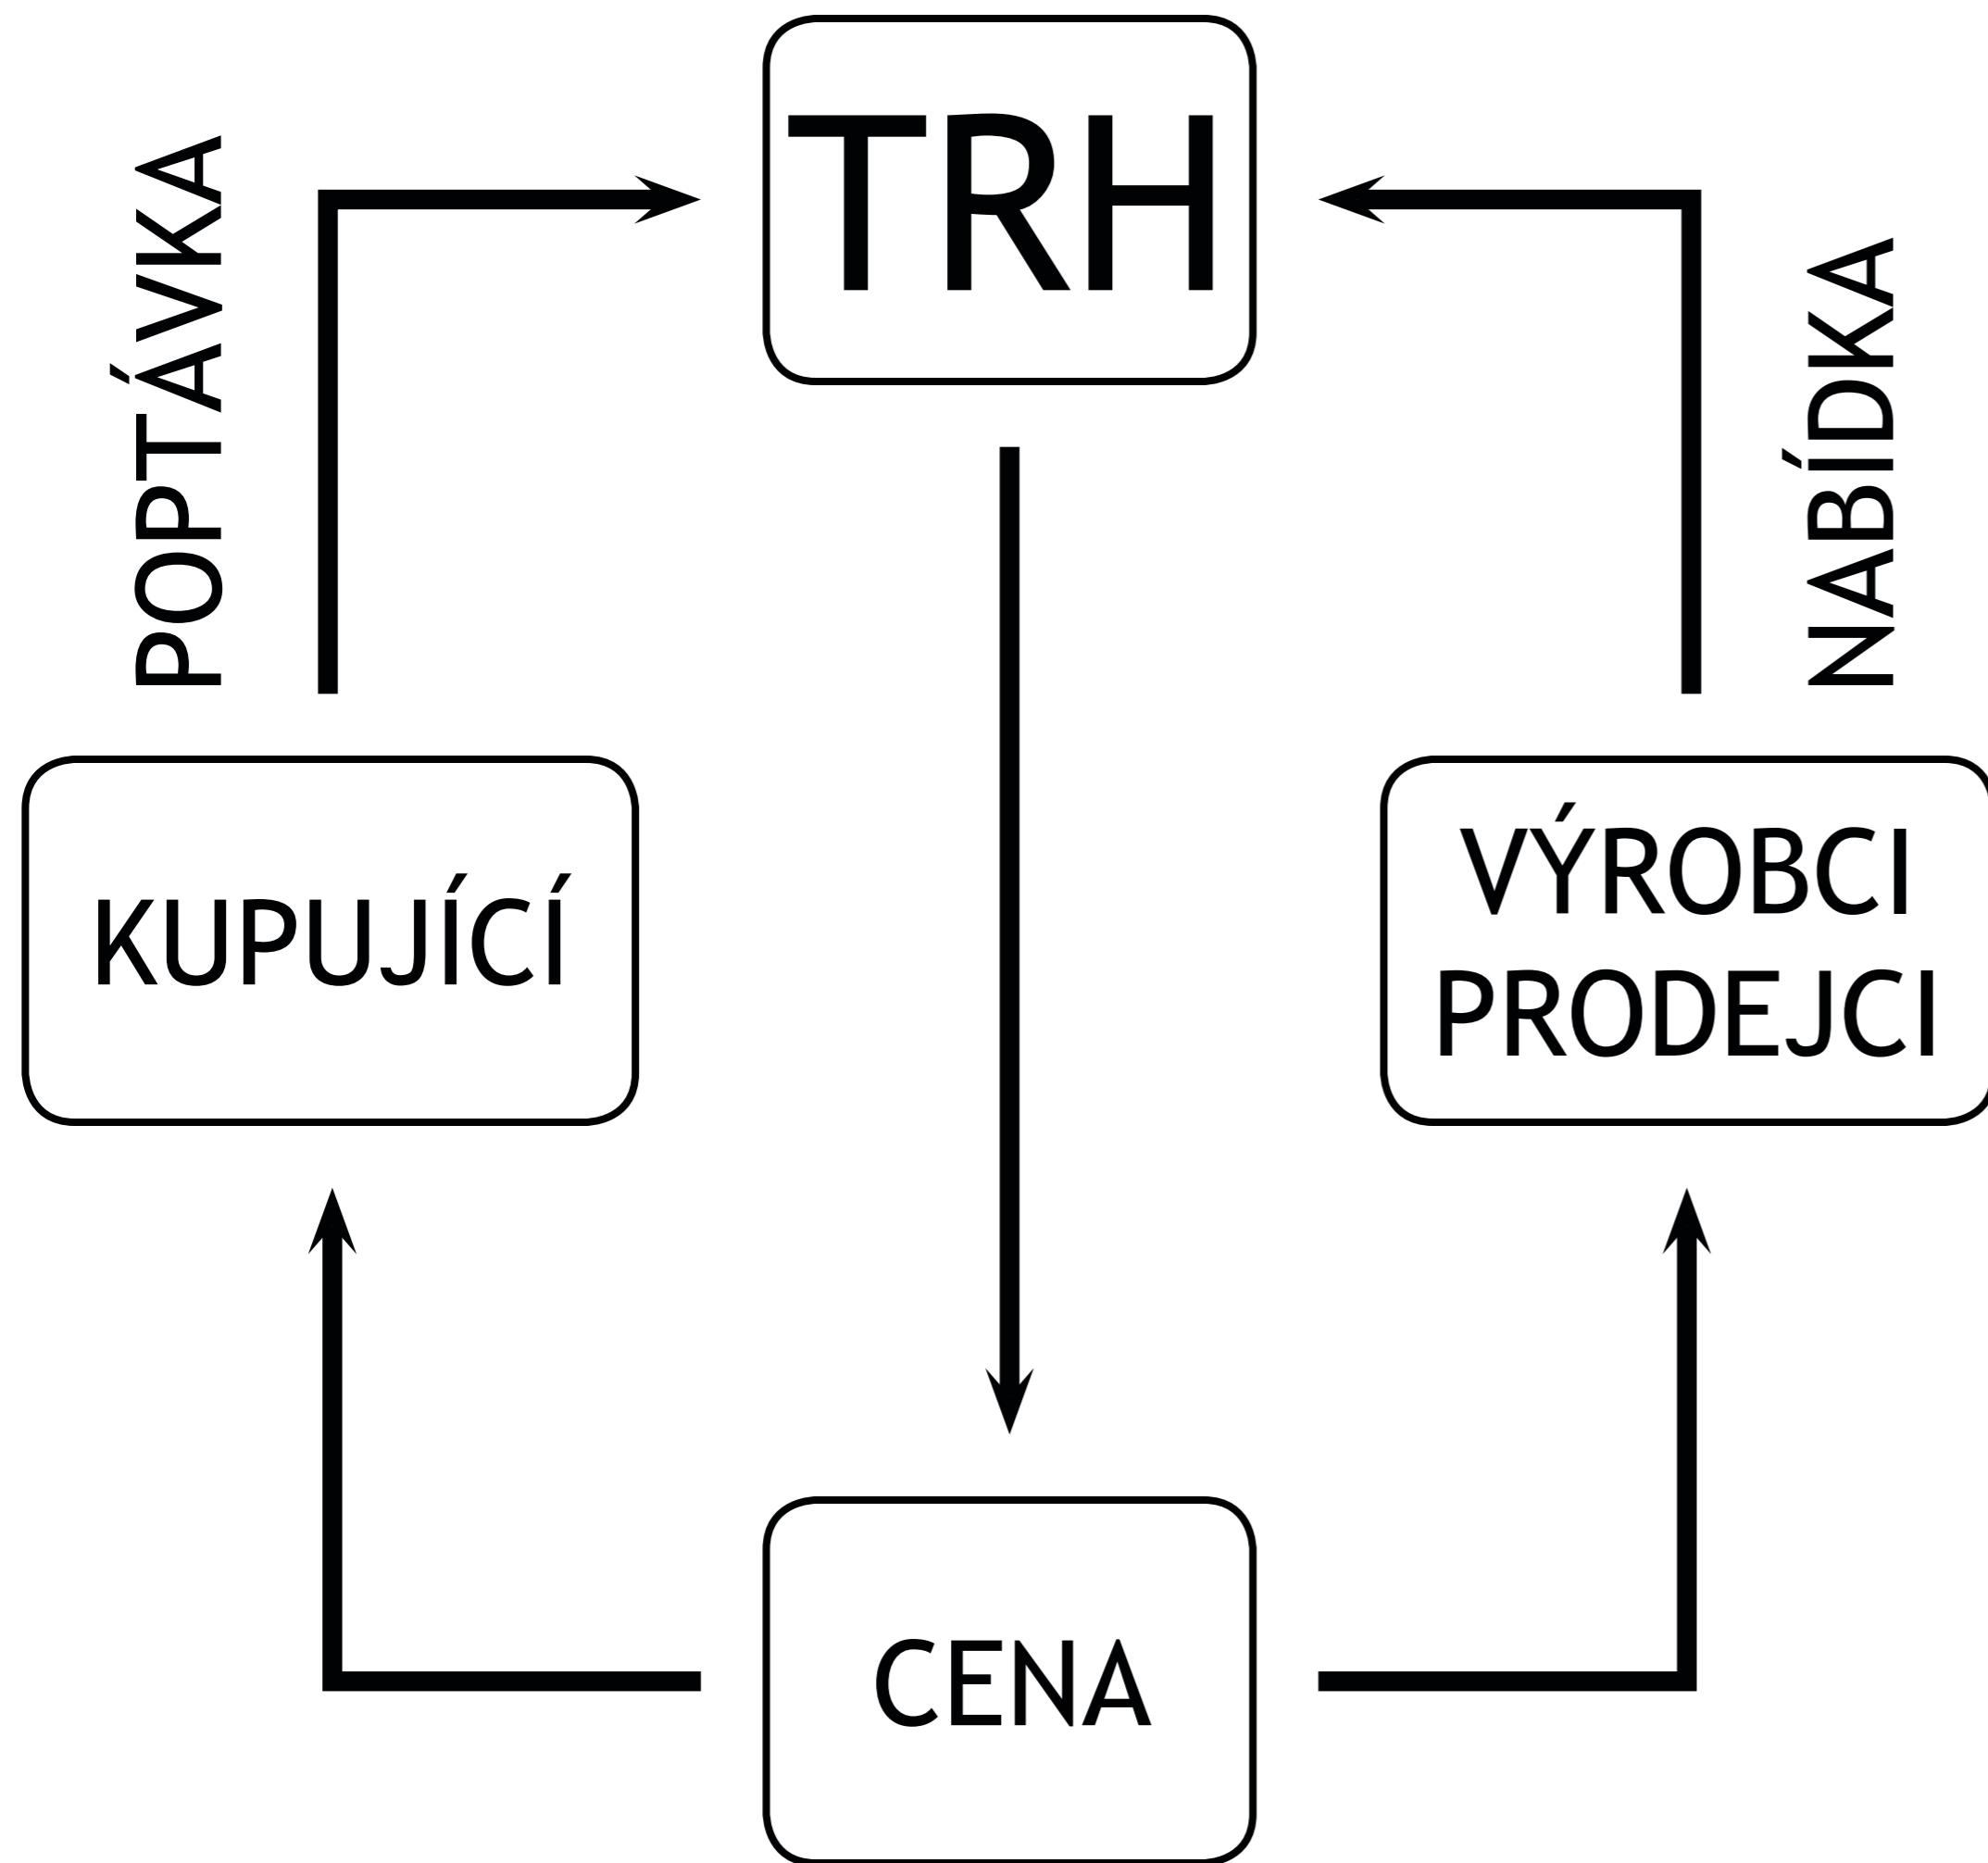 TRH
POPTÁVKA
NABÍDKA
KUPUJÍCÍ
VÝROBCI
PRODEJCI
CENA